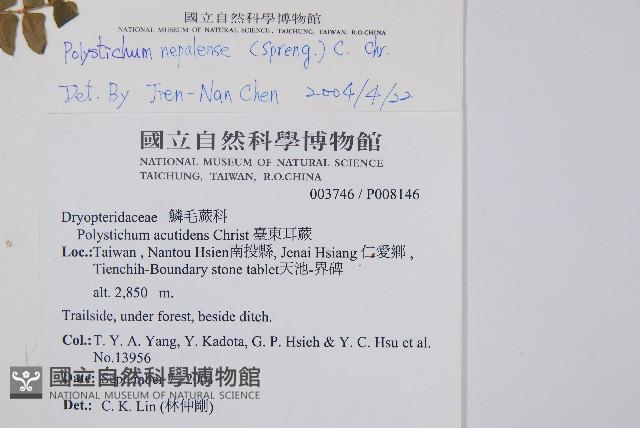 國立自然科學博物館
NATIONAL MUSEUM OF NATURAL SCIENCE, TAICHUNG, TAIWAN, R.O.CHINA
Polystichum nepalense (Spreng.) C. Chr.
Det. By Jien-Nan Chen 2004/4/22
國立自然科學博物館
NATIONAL MUSEUM OF NATURAL SCIENCE
TAICHUNG, TAIWAN, R.O.CHINA
003746 / P008146
Dryopteridaceae 鱗毛蕨科
Polystichum acutidens Christ 臺東耳蕨
Loc.:Taiwan , Nantou Hsien南投縣, Jenai Hsiang 仁愛鄉 ,
Tienchih-Boundary stone tablet天池-界碑
alt. 2,850 m.
Trailside, under forest, beside ditch.
Col.: T. Y. A. Yang, Y. Kadota, G. P. Hsieh & Y. C. Hsu et al.
No.13956
Date: September
國立自然科學博物館
NATIONAL MUSEUM OF NATURAL SCIENCE
Det.: C. K. Lin (林仲剛)